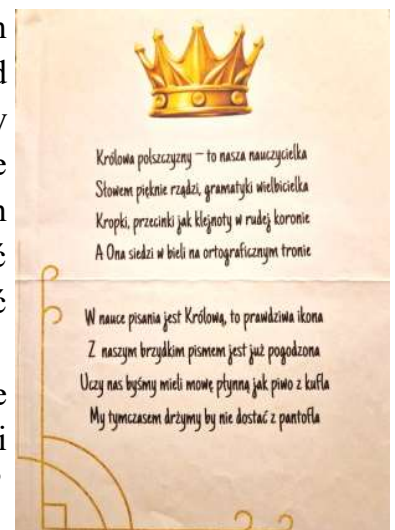 Królowa polszczyzny – to nasza nauczycielka
Słowem pięknie rządzi, gramatyki wielbicielka
Kropki, przecinki jak klejnoty w rudej koronie
A Ona siedzi w bieli na ortograficznym tronie
W nauce pisania jest Królową, to prawdziwa ikona
Z naszym brzydkim pismem jest już pogodzona
Uczy nas byśmy mieli mowę płynną jak piwo z kufla
My tymczasem drżymy by nie dostać z pantofla